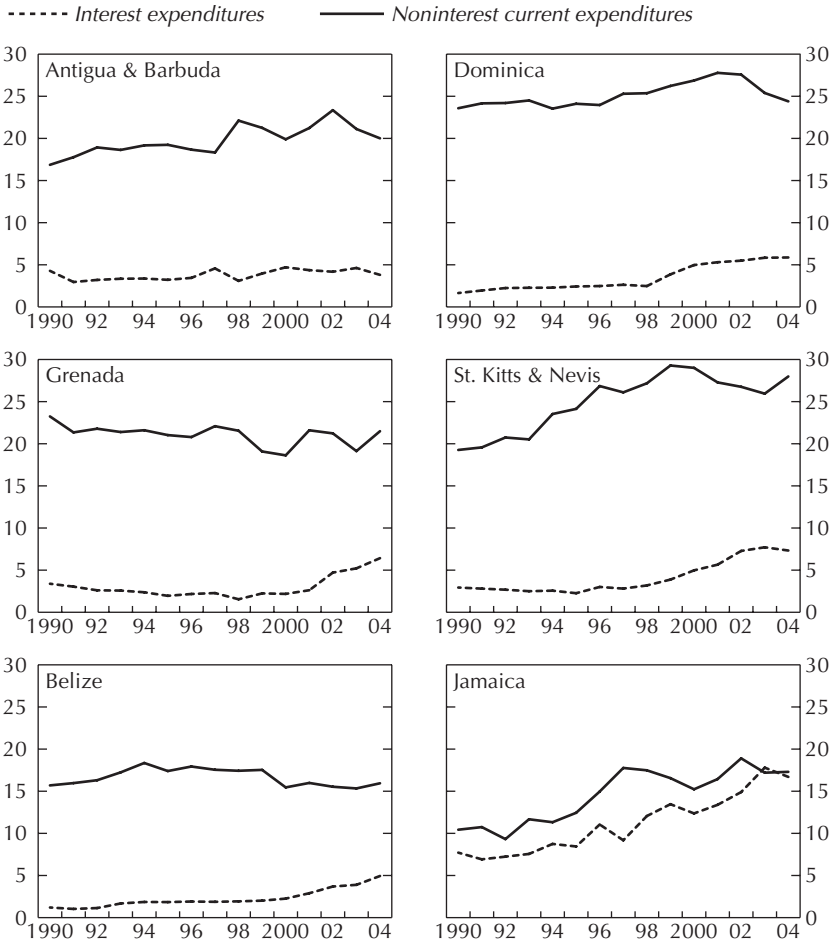 Interest expenditures Noninterest current expenditures
30 Antigua & Barbuda Dominica 30
25 25
20 20
15 15
10 10
5 5
0 0
1990 92 94 96 98 2000 02 04 1990 92 94 96 98 2000 02 04
30 Grenada St. Kitts & Nevis 30
25 25
20 20
15 15
10 10
5 5
0 0
1990 92 94 96 98 2000 02 04 1990 92 94 96 98 2000 02 04
30 Belize Jamaica 30
25 25
20 20
15 15
10 10
5 5
0 0
1990 92 94 96 98 2000 02 04 1990 92 94 96 98 2000 02 04